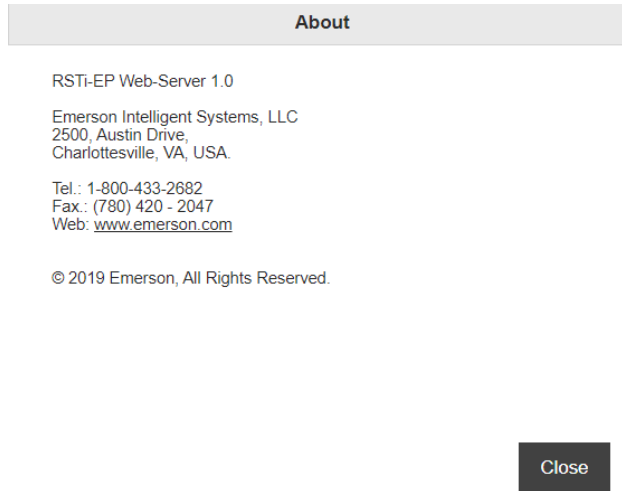 About
RSTi-EP Web-Server 1.0
Emerson Intelligent Systems, LLC
2500, Austin Drive,
Charlottesville, VA, USA.
Tel.: 1-800-433-2682
Fax.: (780) 420 - 2047
Web: www.emerson.com
© 2019 Emerson, All Rights Reserved.
Close